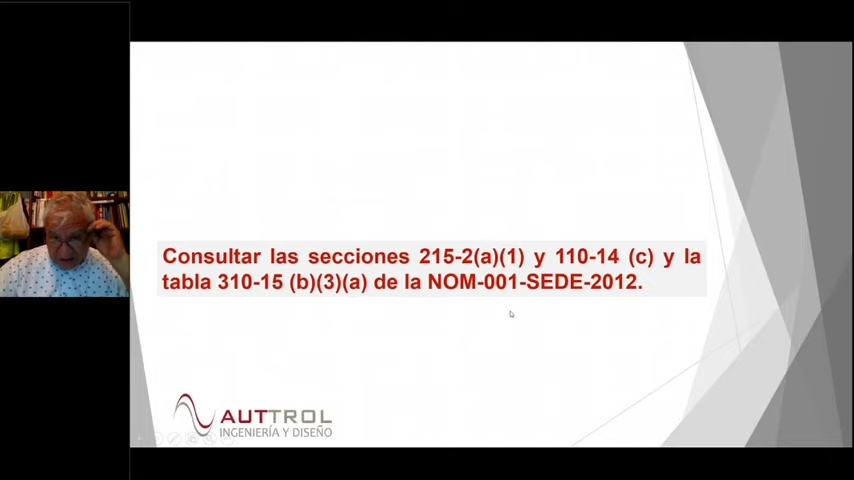 Consultar las secciones 215-2(a)(1) y 110-14 (c) y la
tabla 310-15 (b)(3)(a) de la NOM-001-SEDE-2012.
AUTTROL
INGENIERÍA Y DISEÑO